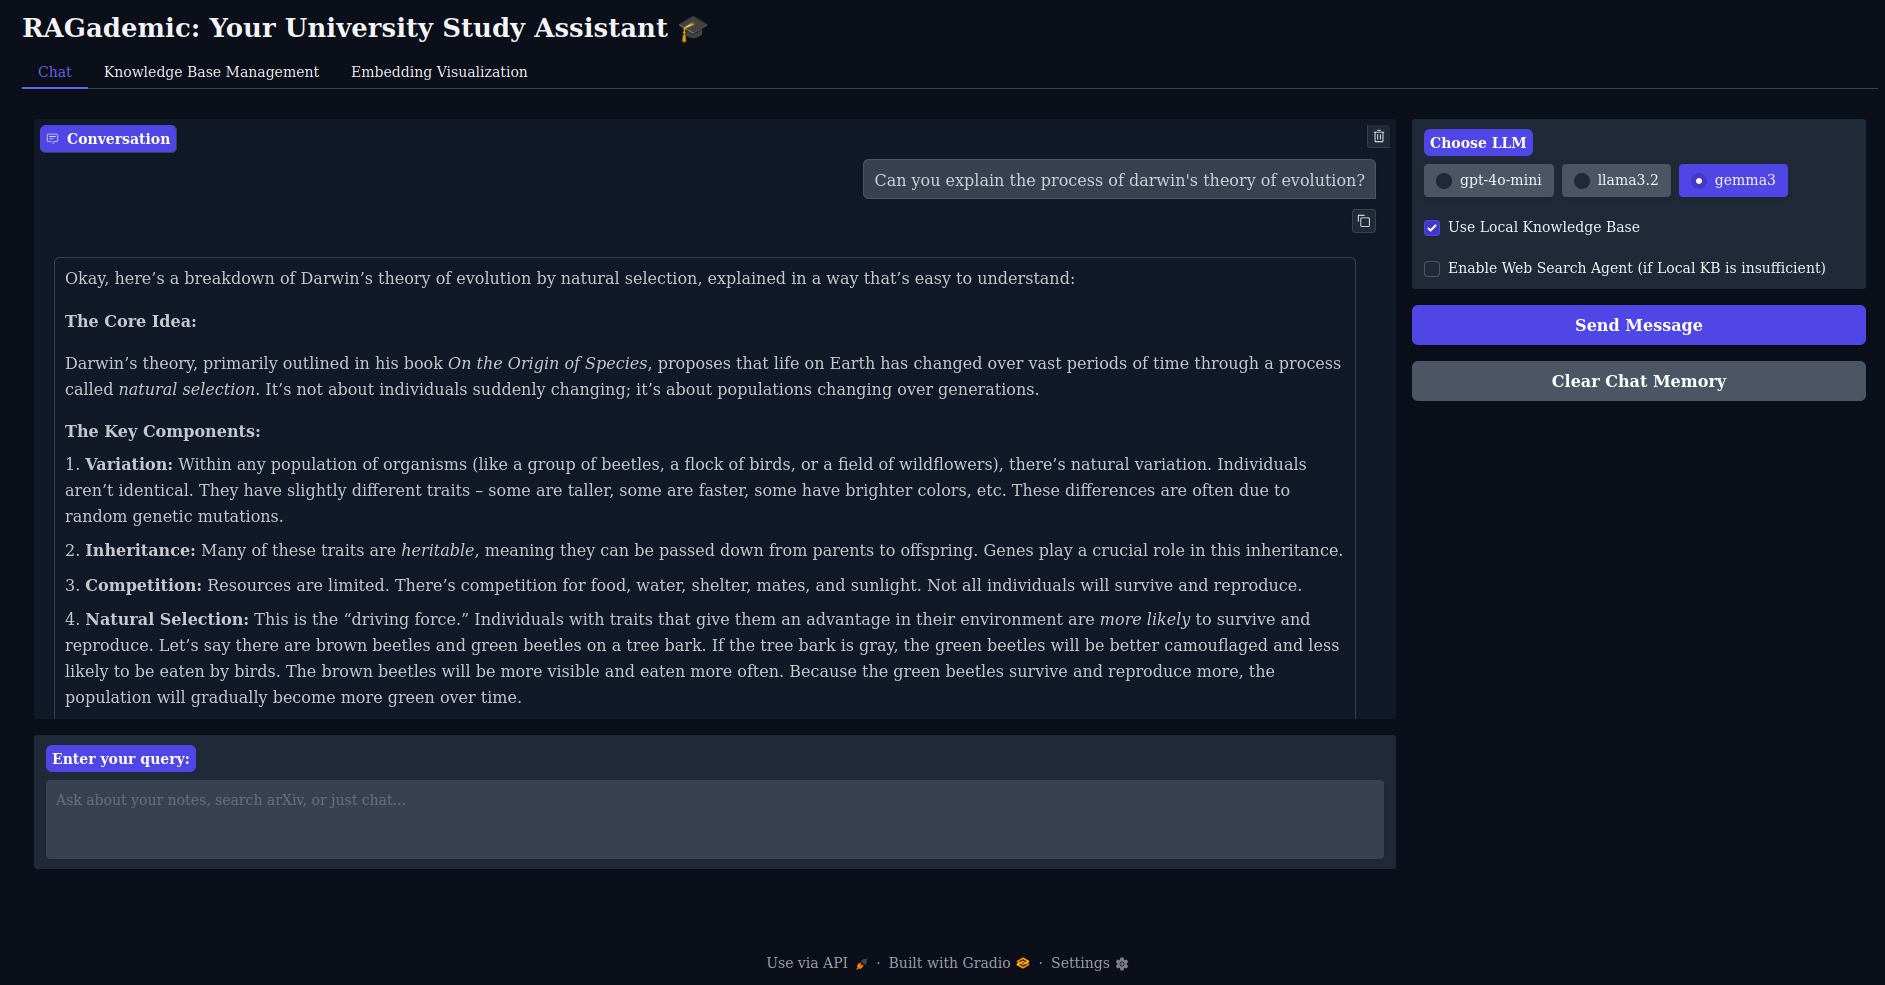 RAGademic: Your University Study Assistant 🎓
Chat
Knowledge Base Management
Embedding Visualization
Conversation
Can you explain the process of darwin's theory of evolution?
Okay, here’s a breakdown of Darwin’s theory of evolution by natural selection, explained in a way that’s easy to understand:
The Core Idea:
Darwin’s theory, primarily outlined in his book On the Origin of Species, proposes that life on Earth has changed over vast periods of time through a process
called natural selection. It’s not about individuals suddenly changing; it’s about populations changing over generations.
The Key Components:
1. Variation: Within any population of organisms (like a group of beetles, a flock of birds, or a field of wildflowers), there’s natural variation. Individuals
aren’t identical. They have slightly different traits – some are taller, some are faster, some have brighter colors, etc. These differences are often due to
random genetic mutations.
2. Inheritance: Many of these traits are heritable, meaning they can be passed down from parents to offspring. Genes play a crucial role in this inheritance.
3. Competition: Resources are limited. There’s competition for food, water, shelter, mates, and sunlight. Not all individuals will survive and reproduce.
4. Natural Selection: This is the “driving force.” Individuals with traits that give them an advantage in their environment are more likely to survive and
reproduce. Let’s say there are brown beetles and green beetles on a tree bark. If the tree bark is gray, the green beetles will be better camouflaged and less
likely to be eaten by birds. The brown beetles will be more visible and eaten more often. Because the green beetles survive and reproduce more, the
population will gradually become more green over time.
Enter your query:
Ask about your notes, search arXiv, or just chat...
Choose LLM
gpt-4o-mini
llama3.2
gemma3
Use Local Knowledge Base
Enable Web Search Agent (if Local KB is insufficient)
Send Message
Clear Chat Memory
Use via API 🚀 · Built with Gradio · Settings ⚙